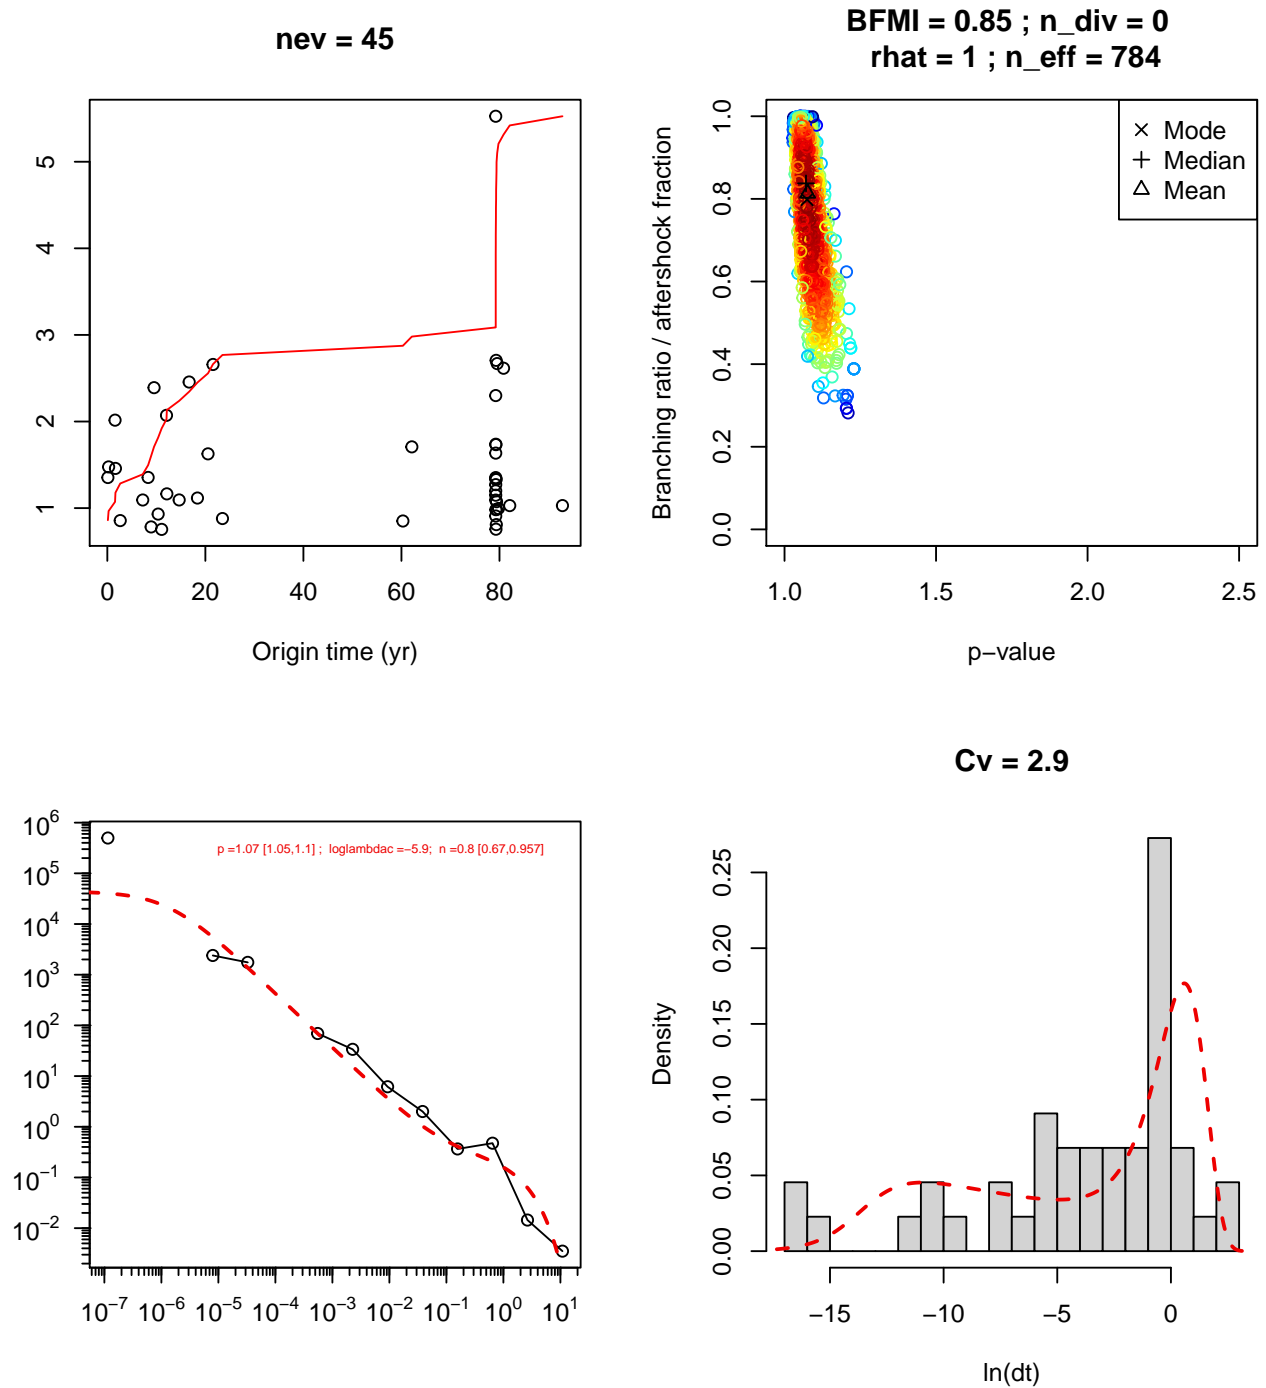 nev = 45
5
4
3
2
1
0 20 40 60 80
Origin time (yr)
BFMI = 0.85 ; n_div = 0
rhat = 1 ; n_eff = 784
Branching ratio / aftershock fraction
1.0
0.8
0.6
0.4
0.2
0.0
× Mode
+ Median
△ Mean
1.0 1.5 2.0 2.5
p−value
10^6
10^5
10^4
10^3
10^2
10^1
10^0
10^−1
10^−2
p =1.07 [1.05,1.1] ; loglambdac =−5.9; n =0.8 [0.67,0.957]
10^−7 10^−6 10^−5 10^−4 10^−3 10^−2 10^−1 10^0 10^1
Cv = 2.9
Density
0.25
0.20
0.15
0.10
0.05
0.00
−15 −10 −5 0
ln(dt)